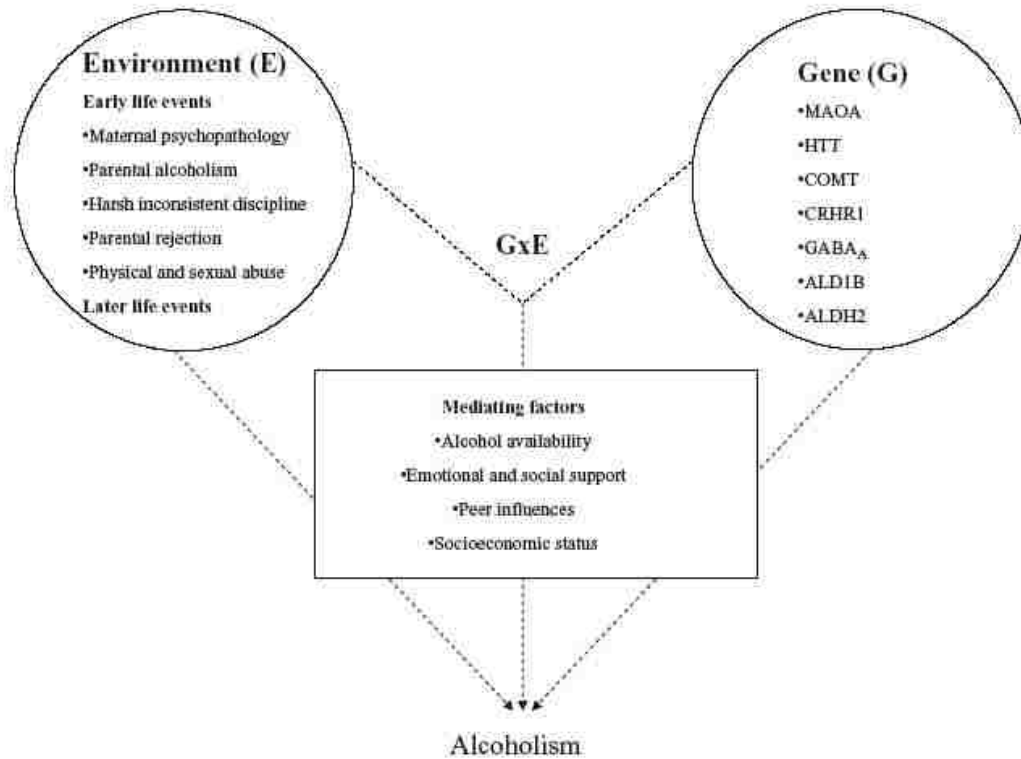 Environment (E)
Early life events
•Maternal psychopathology
•Parental alcoholism
•Harsh inconsistent discipline
•Parental rejection
•Physical and sexual abuse
Later life events
Gene (G)
•MAOA
•HTT
•COMT
•CRHR1
•GABAA
•ALD1B
•ALDH2
GxE
Mediating factors
•Alcohol availability
•Emotional and social support
•Peer influences
•Socioeconomic status
Alcoholism